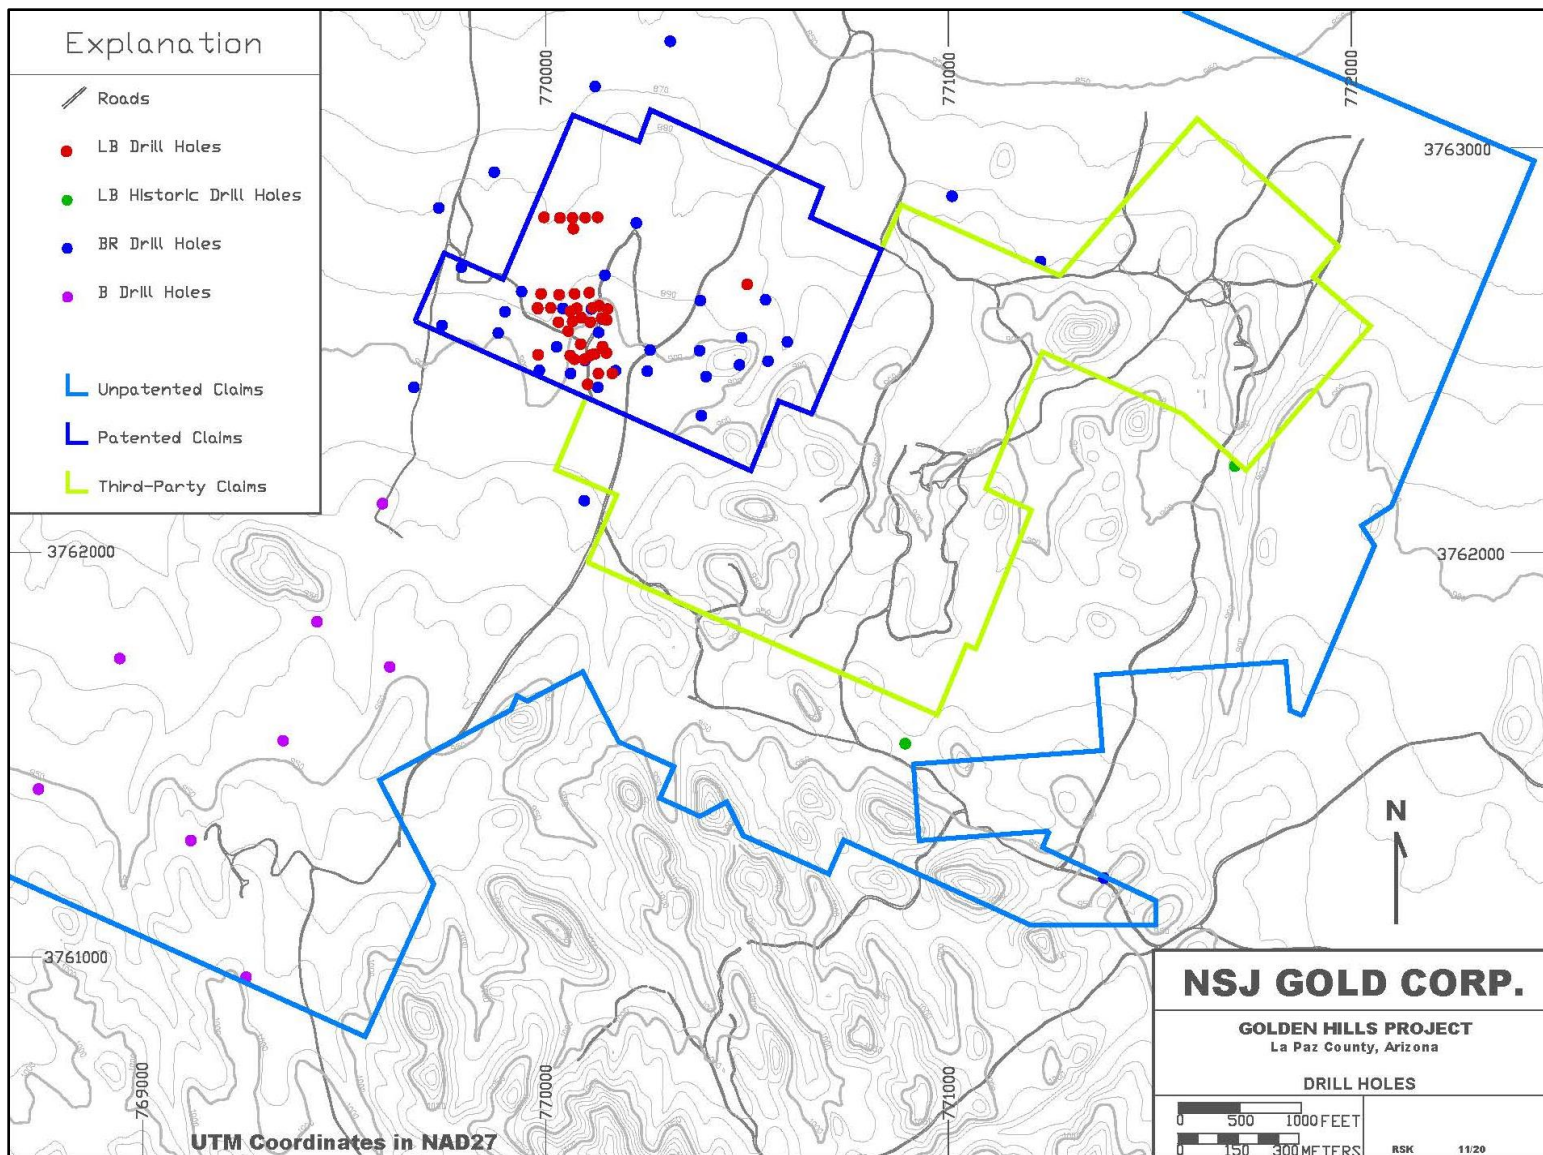 Explanation
Roads
LB Drill Holes
LB Historic Drill Holes
BR Drill Holes
B Drill Holes
Unpatented Claims
Patented Claims
Third-Party Claims
770000
771000
772000
3763000
3762000
3762000
3761000
769000
770000
771000
N
UTM Coordinates in NAD27
NSJ GOLD CORP.
GOLDEN HILLS PROJECT
La Paz County, Arizona
DRILL HOLES
0 500 1000 FEET
0 150 300 METERS
RSK 11/20